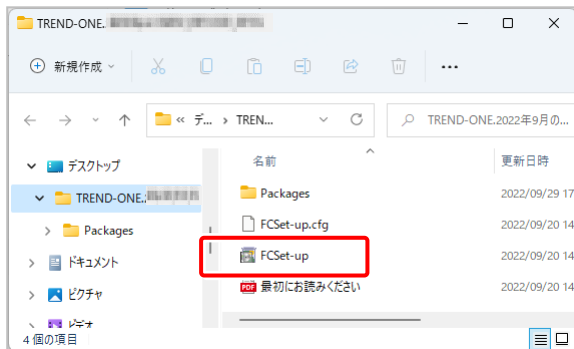 TREND-ONE.
新規作成
« デ... › TREN...
TREND-ONE.2022年9月の...
デスクトップ
TREND-ONE.
Packages
ドキュメント
ピクチャ
ビデオ
名前 更新日時
Packages 2022/09/29 17
FCSet-up.cfg 2022/09/20 14
FCSet-up 2022/09/20 14
PDF 最初にお読みください 2022/09/20 14
4 個の項目